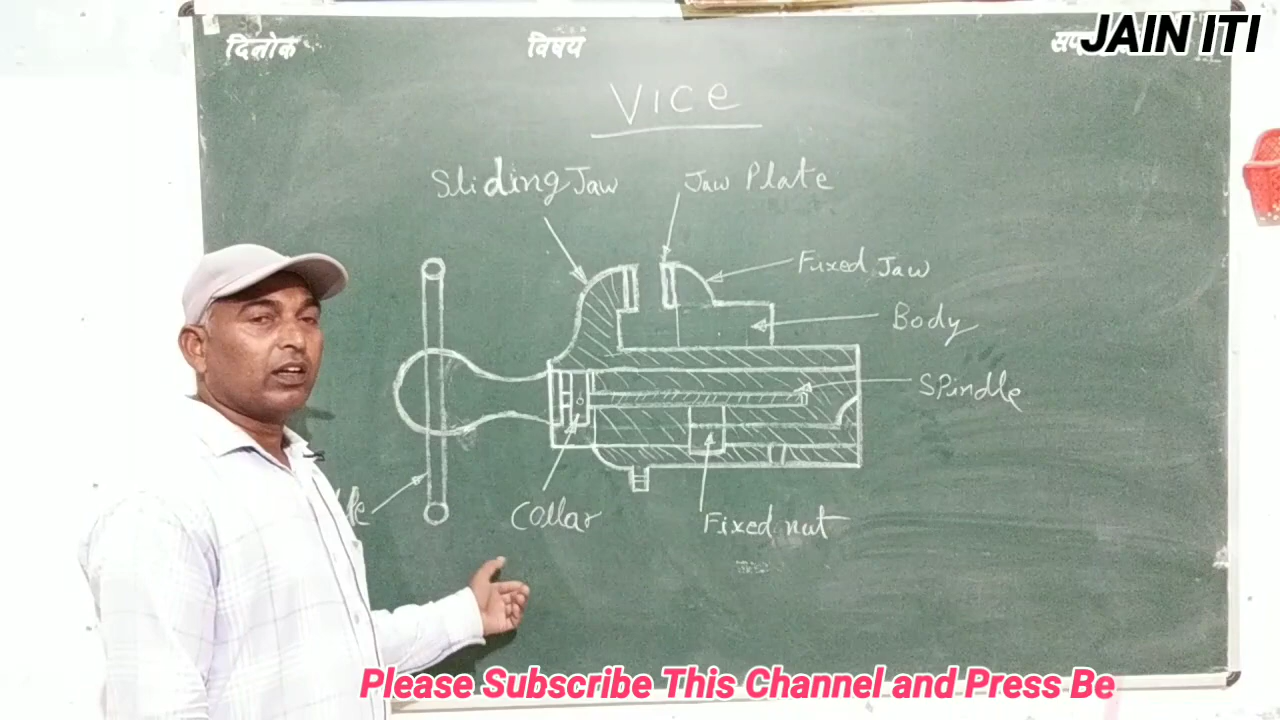 दिनांक
विषय
JAIN ITI
Vice
Sliding Jaw
Jaw Plate
Fixed Jaw
Body
Spindle
Collar
Fixed nut
Please Subscribe This Channel and Press Be